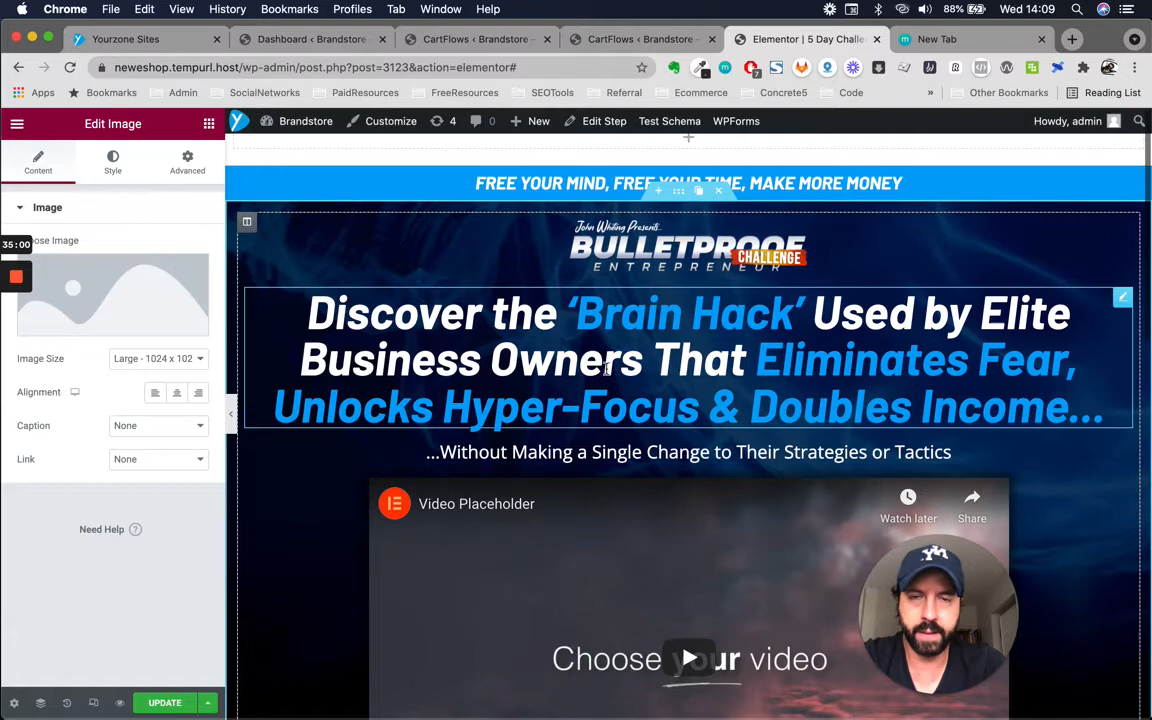 Chrome File Edit View History Bookmarks Profiles Tab Window Help 88% Wed 14:09
Yourzone Sites Dashboard ‹ Brandstore CartFlows ‹ Brandstore – CartFlows ‹ Brandstore – Elementor | 5 Day Challe New Tab
neweshop.tempurl.host/wp-admin/post.php?post=3123&action=elementor#
Apps Bookmarks Admin SocialNetworks PaidResources FreeResources SEOTools Referral Ecommerce Concrete5 Code » Other Bookmarks Reading List
Edit Image
Brandstore Customize 4 0 New Edit Step Test Schema WPForms Howdy, admin
Content Style Advanced
Image
35:00
oose Image
Image Size Large - 1024 x 102
Alignment
Caption None
Link None
Need Help
UPDATE
FREE YOUR MIND, FREE YOUR TIME, MAKE MORE MONEY
John Whiting Presents...
BULLETPROOF
CHALLENGE
ENTREPRENEUR
Discover the ‘Brain Hack’ Used by Elite
Business Owners That Eliminates Fear,
Unlocks Hyper-Focus & Doubles Income...
...Without Making a Single Change to Their Strategies or Tactics
Video Placeholder
Watch later Share
Choose your video